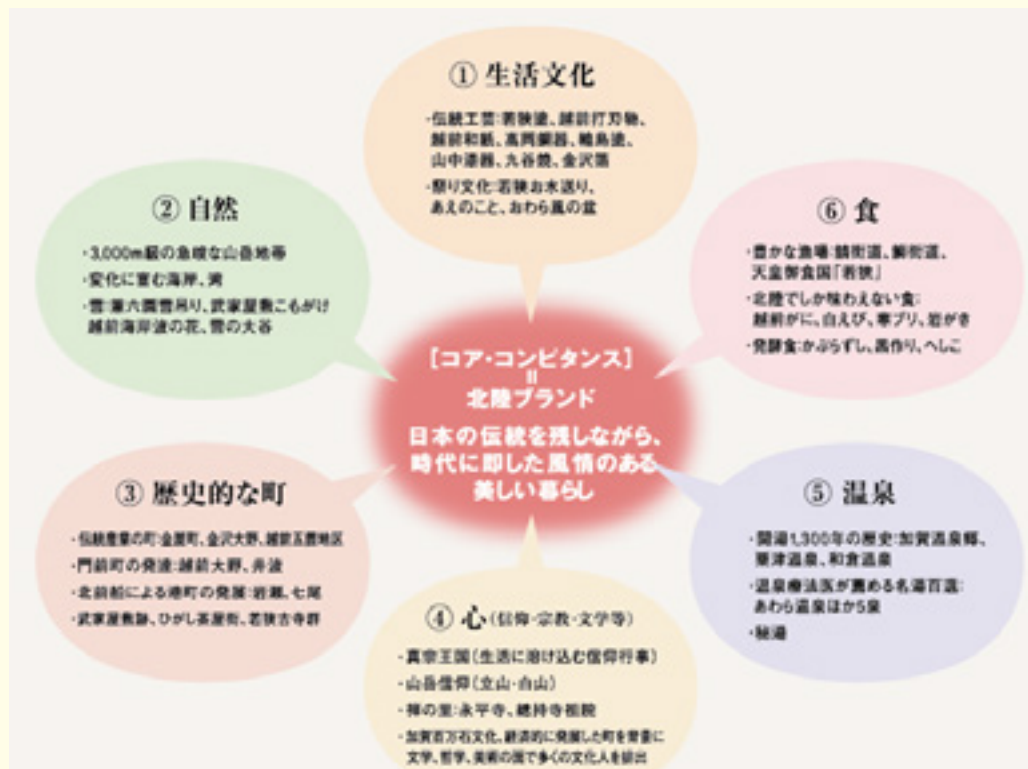 ① 生活文化
・伝統工芸:若狭塗、越前打刃物、
越前和紙、高岡銅器、輪島塗、
山中漆器、九谷焼、金沢箔
・祭り文化:若狭お水送り、
あえのこと、おわら風の盆
② 自然
・3,000m級の急峻な山岳地帯
・変化に富む海岸、湾
・雪:兼六園雪吊り、武家屋敷こもがけ
越前海岸波の花、雪の大谷
③ 歴史的な町
・伝統産業の町:金屋町、金沢大野、越前五箇地区
・門前町の発達:越前大野、井波
・北前船による港町の発展:岩瀬、七尾
・武家屋敷跡、ひがし茶屋街、若狭古寺群
④ 心(信仰・宗教・文学等)
・真宗王国(生活に溶け込む信仰行事)
・山岳信仰(立山・白山)
・禅の里:永平寺、總持寺祖院
・加賀百万石文化、経済的に発展した町を背景に
文学、哲学、美術の面で多くの文化人を排出
⑤ 温泉
・開湯1,300年の歴史:加賀温泉郷、
粟津温泉、和倉温泉
・温泉療法医が薦める名湯百選:
あわら温泉ほか5泉
・秘湯
⑥ 食
・豊かな漁場:鯖街道、鰤街道、
天皇御食国「若狭」
・北陸でしか味わえない食:
越前がに、白えび、寒ブリ、岩がき
・発酵食:かぶらずし、黒作り、へしこ
[コア・コンピタンス]
=
北陸ブランド
日本の伝統を残しながら、
時代に即した風情のある
美しい暮らし